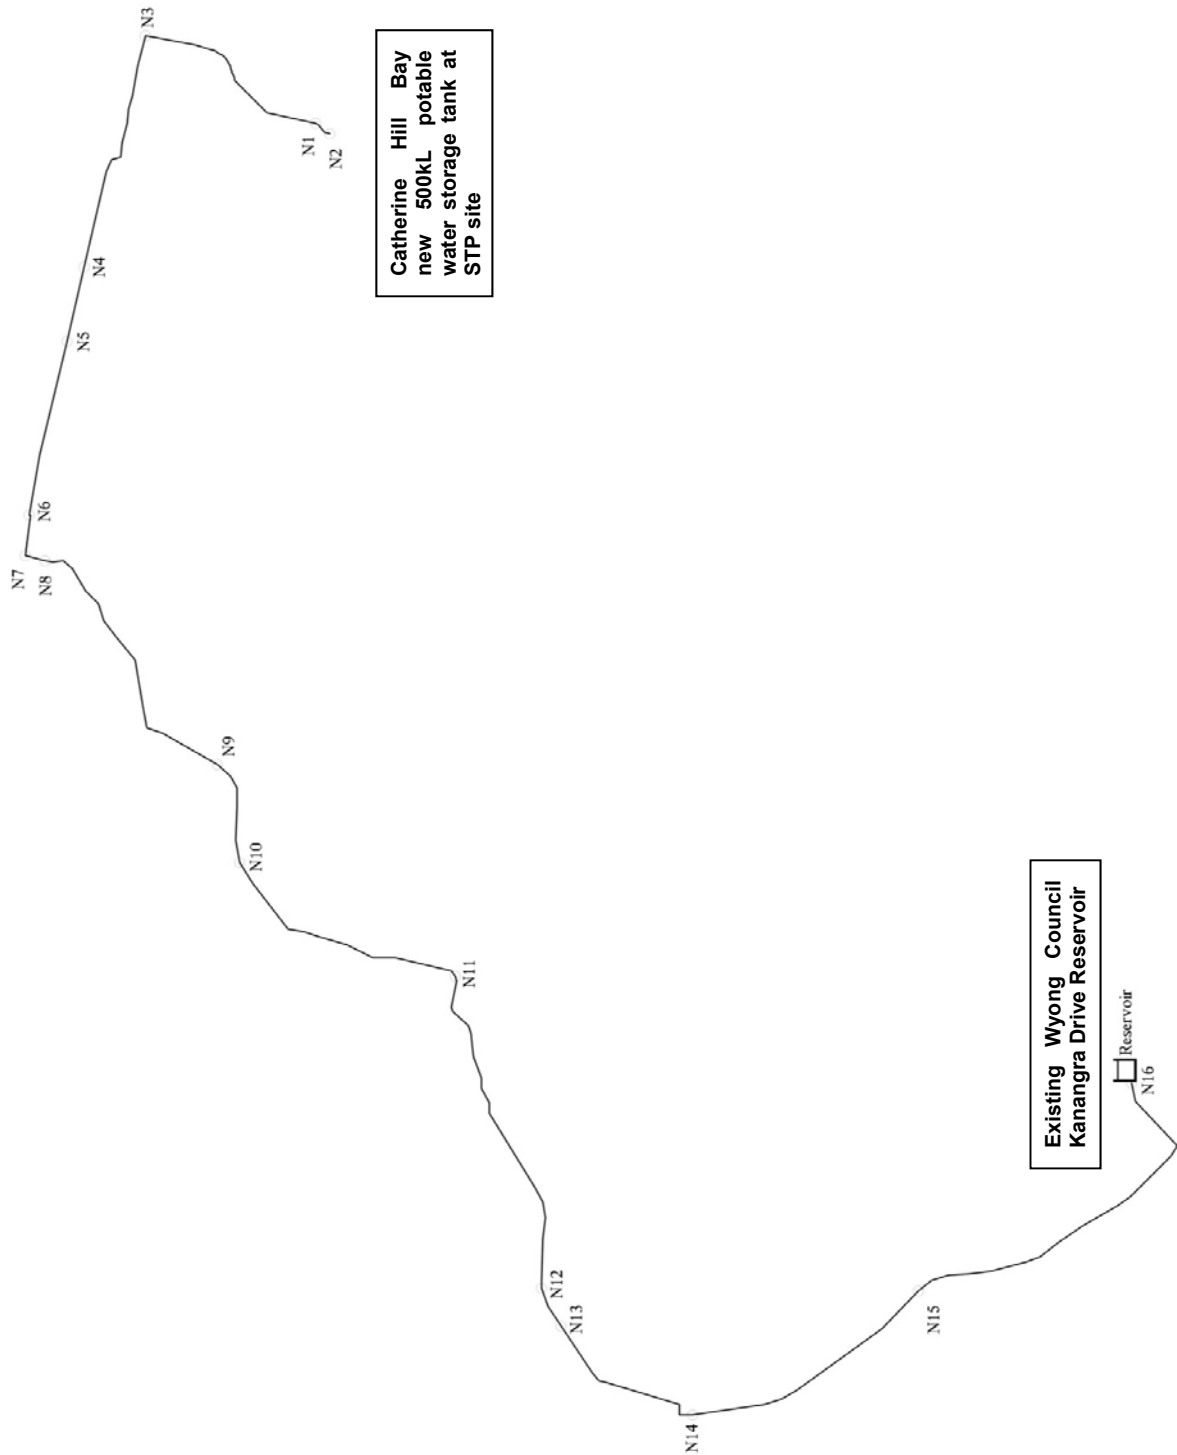 N3
Catherine Hill Bay
new 500kL potable
water storage tank at
STP site
N1
N2
N4
N5
N6
N7
N8
N9
N10
N11
Existing Wyong Council
Kanangra Drive Reservoir
Reservoir
N16
N12
N13
N15
N14